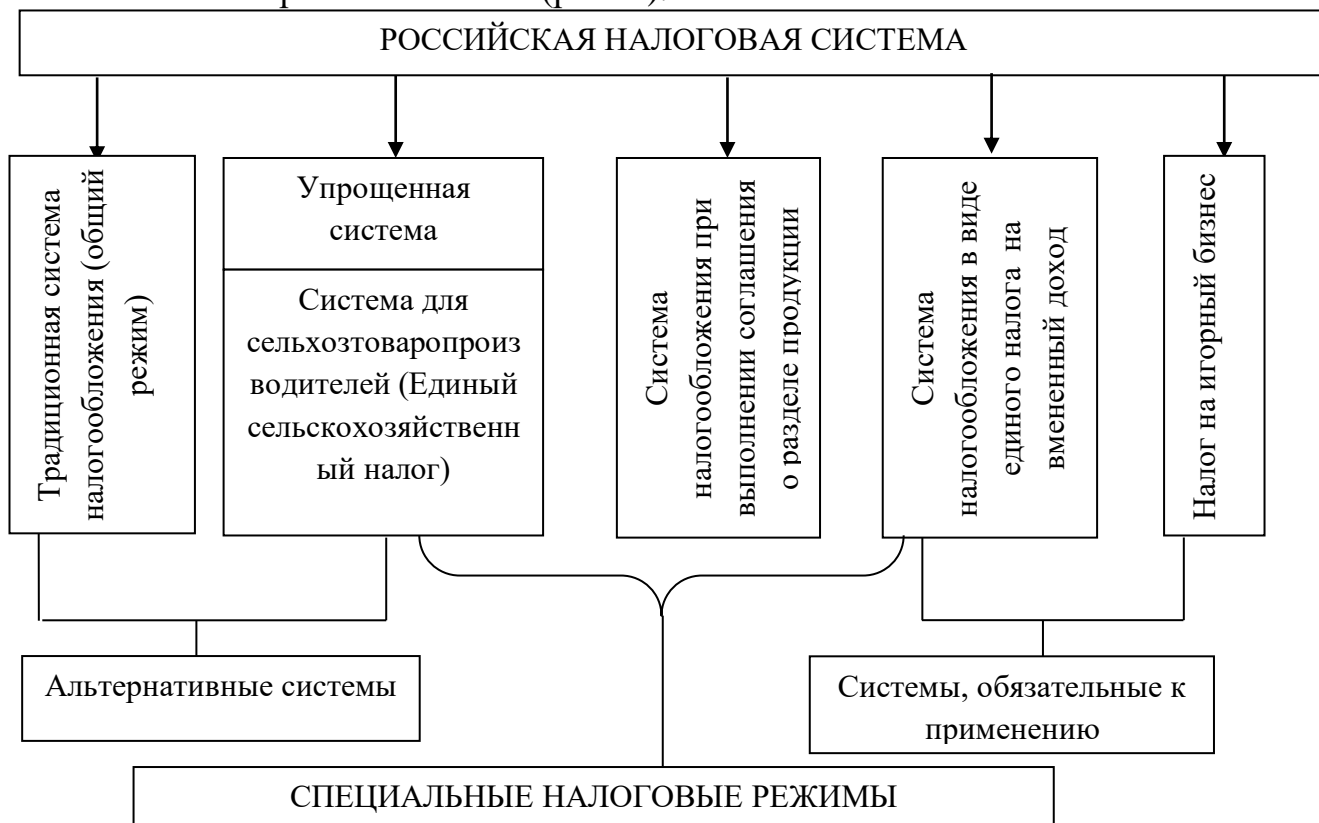 РОССИЙСКАЯ НАЛОГОВАЯ СИСТЕМА
Традиционная система
налогообложения (общий
режим)
Упрощенная
система
Система для
сельхозтоваропроиз
водителей (Единый
сельскохозяйственн
ый налог)
Система
налогообложения при
выполнении соглашения
о разделе продукции
Система
налогообложения в виде
единого налога на
вмененный доход
Налог на игорный бизнес
Альтернативные системы
Системы, обязательные к
применению
СПЕЦИАЛЬНЫЕ НАЛОГОВЫЕ РЕЖИМЫ